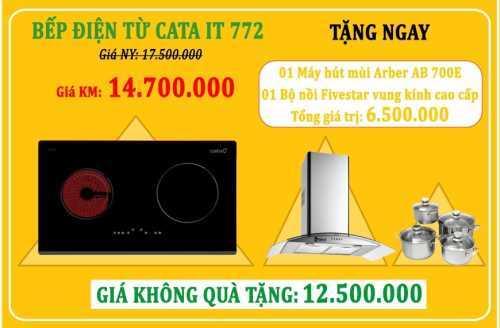 BẾP ĐIỆN TỪ CATA IT 772
Giá NY: 17.500.000
Giá KM: 14.700.000
TẶNG NGAY
01 Máy hút mùi Arber AB 700E
01 Bộ nồi Fivestar vung kính cao cấp
Tổng giá trị: 6.500.000
cata
GIÁ KHÔNG QUÀ TẶNG: 12.500.000